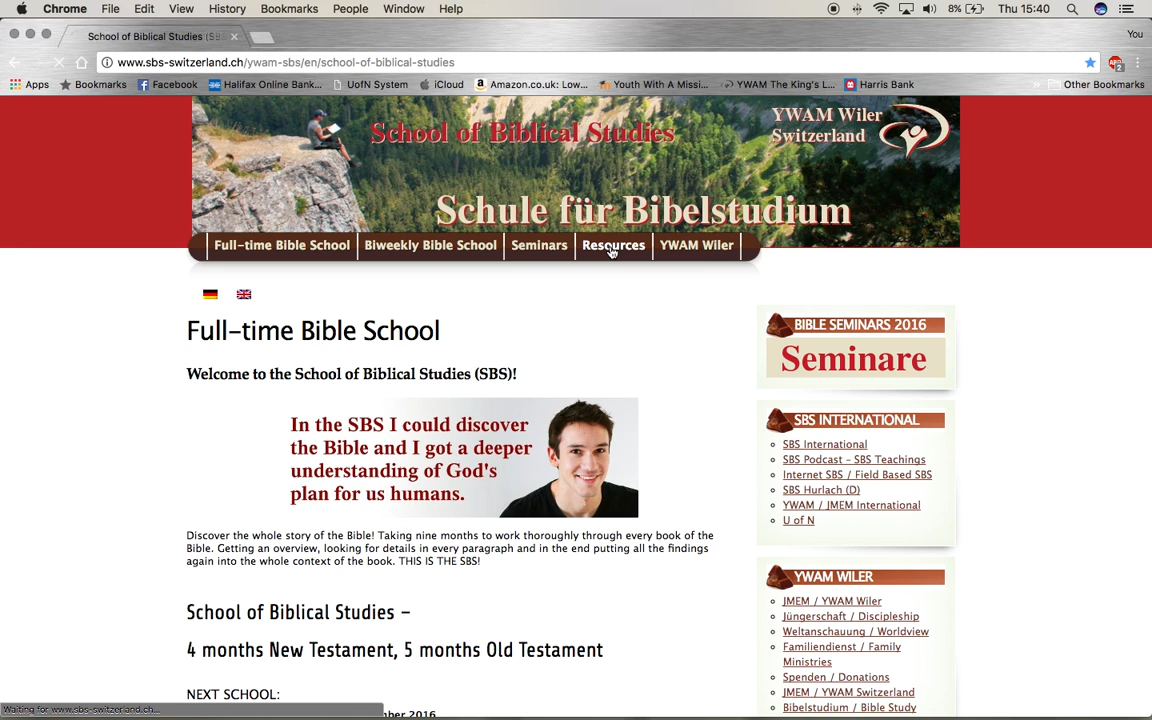 Chrome File Edit View History Bookmarks People Window Help 8% Thu 15:40
School of Biblical Studies (SBS You
www.sbs-switzerland.ch/ywam-sbs/en/school-of-biblical-studies
Apps Bookmarks Facebook Halifax Online Bank... UofN System iCloud Amazon.co.uk: Low... Youth With A Missi... YWAM The King's L... Harris Bank » Other Bookmarks
School of Biblical Studies
YWAM Wiler
Switzerland
Schule für Bibelstudium
Full-time Bible School Biweekly Bible School Seminars Resources YWAM Wiler
Full-time Bible School
Welcome to the School of Biblical Studies (SBS)!
In the SBS I could discover
the Bible and I got a deeper
understanding of God's
plan for us humans.
Discover the whole story of the Bible! Taking nine months to work thoroughly through every book of the
Bible. Getting an overview, looking for details in every paragraph and in the end putting all the findings
again into the whole context of the book. THIS IS THE SBS!
School of Biblical Studies –
4 months New Testament, 5 months Old Testament
NEXT SCHOOL:
2016
Waiting for www.sbs-switzerland.ch...
BIBLE SEMINARS 2016
Seminare
SBS INTERNATIONAL
SBS International
SBS Podcast - SBS Teachings
Internet SBS / Field Based SBS
SBS Hurlach (D)
YWAM / JMEM International
U of N
YWAM WILER
JMEM / YWAM Wiler
Jüngerschaft / Discipleship
Weltanschauung / Worldview
Familiendienst / Family
Ministries
Spenden / Donations
JMEM / YWAM Switzerland
Bibelstudium / Bible Study